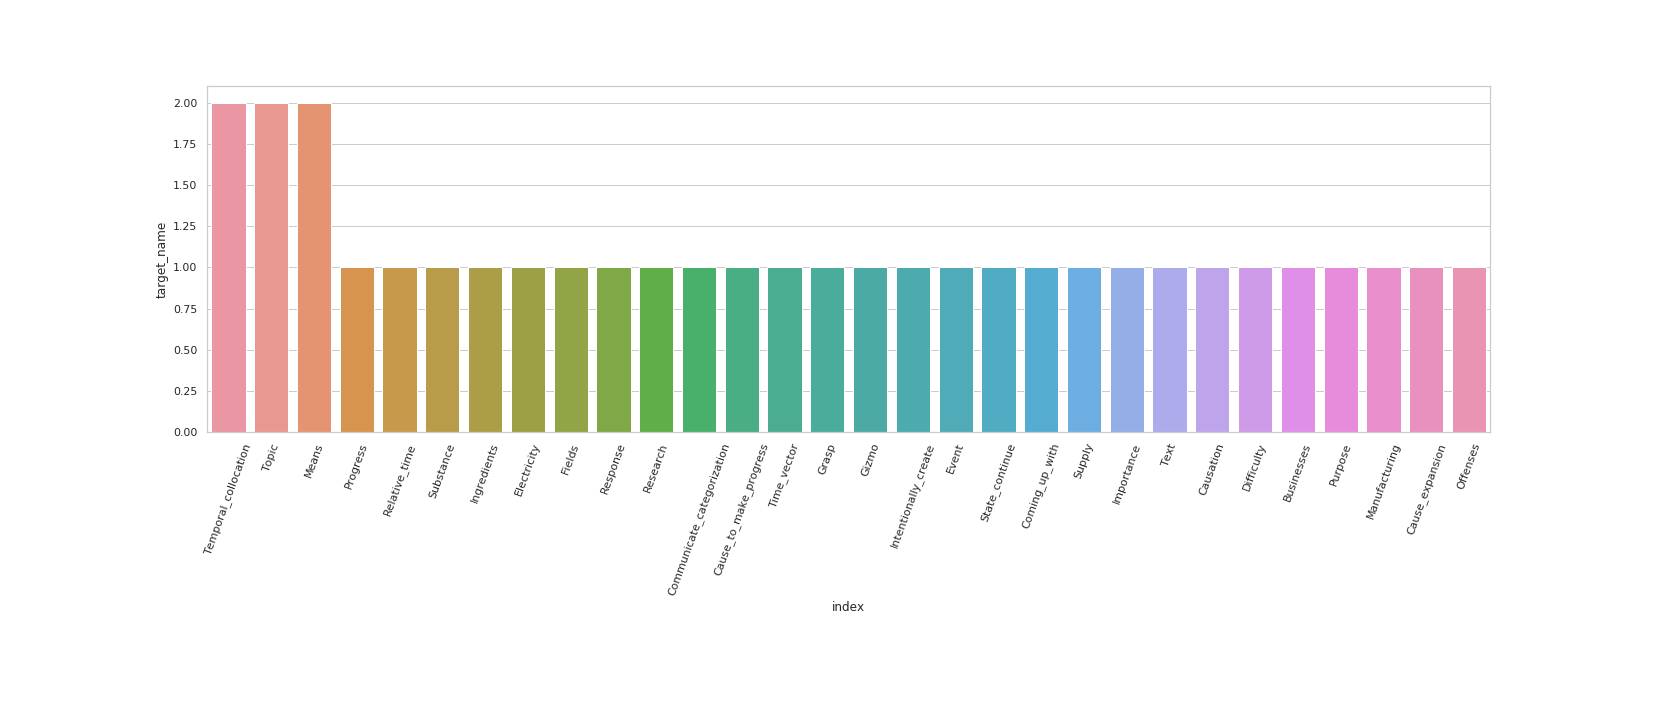 2.00
1.75
1.50
1.25
1.00
0.75
0.50
0.25
0.00
target_name
Temporal_collocation
Topic
Means
Progress
Relative_time
Substance
Ingredients
Electricity
Fields
Response
Research
Communicate_categorization
Cause_to_make_progress
Time_vector
Grasp
Gizmo
Intentionally_create
Event
State_continue
Coming_up_with
Supply
Importance
Text
Causation
Difficulty
Businesses
Purpose
Manufacturing
Cause_expansion
Offenses
index